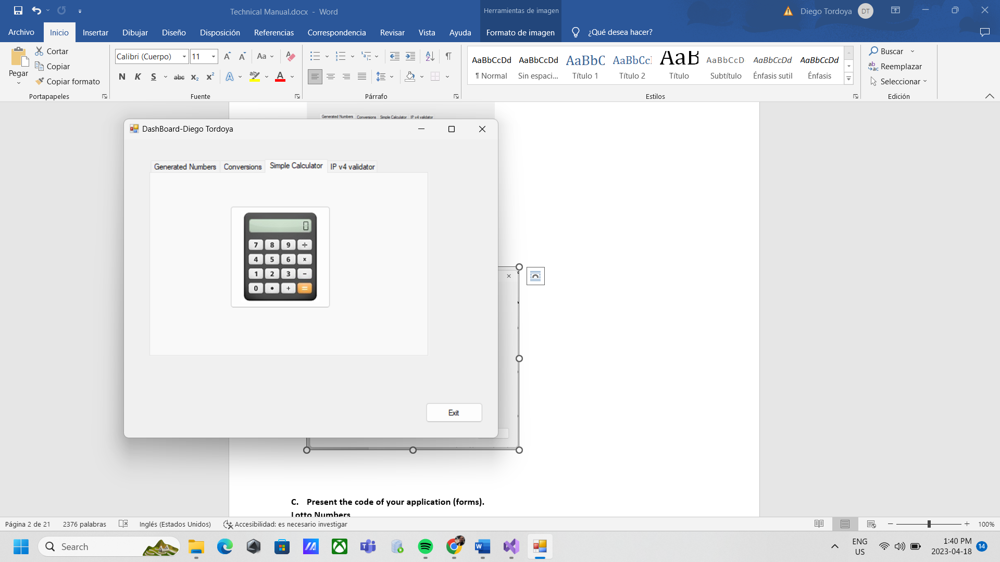 Technical Manual.docx - Word
Herramientas de imagen
Diego Tordoya
DT
Archivo
Inicio
Insertar
Dibujar
Diseño
Disposición
Referencias
Correspondencia
Revisar
Vista
Ayuda
Formato de imagen
¿Qué desea hacer?
Pegar
Cortar
Copiar
Copiar formato
Portapapeles
Calibri (Cuerpo)
11
Aa
N K S abc x₂ x²
Fuente
Párrafo
AaBbCcDd
¶ Normal
AaBbCcDd
Sin espaci...
AaBbC
Título 1
AaBbCcl
Título 2
AaB
Título
AaBbCcD
Subtítulo
AaBbCcDd
Énfasis sutil
AaBbCcDd
Énfasis
Estilos
Buscar
Reemplazar
Seleccionar
Edición
Generated Numbers Conversions Simple Calculator IP v4 validator
DashBoard-Diego Tordoya
Generated Numbers
Conversions
Simple Calculator
IP v4 validator
0
7 8 9 ÷
4 5 6 x
1 2 3 −
0 • + =
Exit
C. Present the code of your application (forms).
Lotto Numbers
Página 2 de 21
2376 palabras
Inglés (Estados Unidos)
Accesibilidad: es necesario investigar
100%
Search
ENG
US
1:40 PM
2023-04-18
14